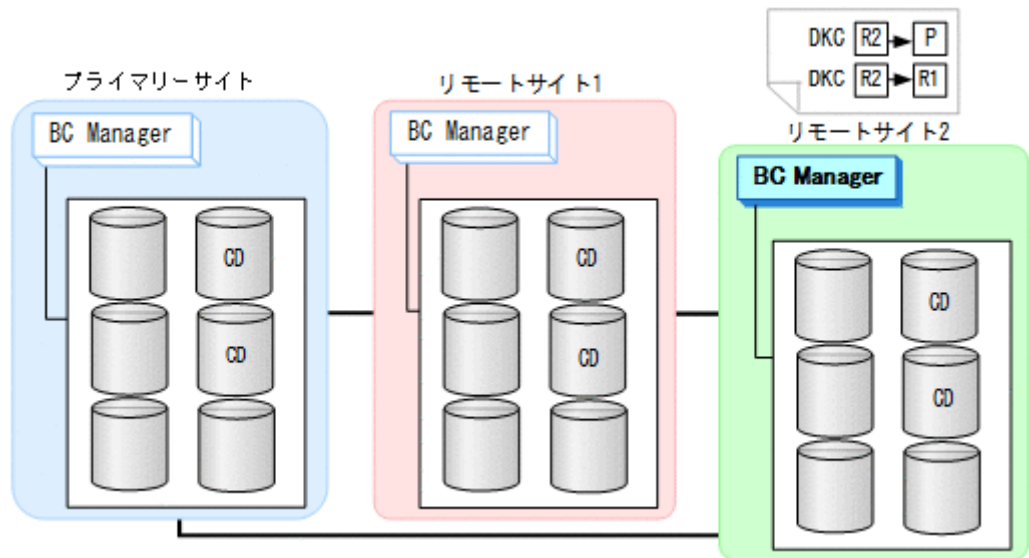 DKC R2 P
DKC R2 R1
プライマリーサイト
リモートサイト1
リモートサイト2
BC Manager
BC Manager
BC Manager
CD
CD
CD
CD
CD
CD